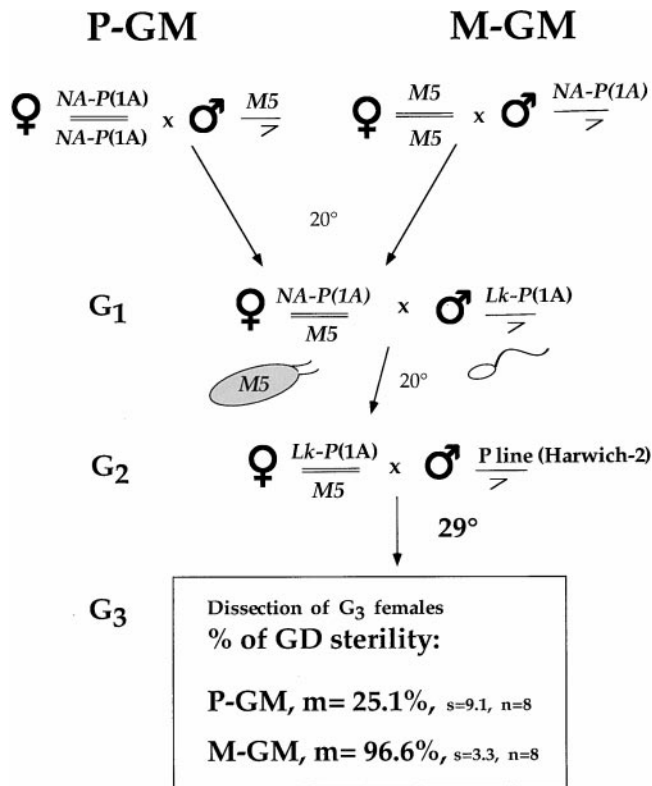 P-GM M-GM
♀ NA-P(1A) x ♂ M5 ♀ M5 x ♂ NA-P(1A)
NA-P(1A) M5
20°
G1 ♀ NA-P(1A) x ♂ Lk-P(1A)
M5
M5 20°
G2 ♀ Lk-P(1A) x ♂ P line (Harwich-2)
M5
29°
G3
Dissection of G3 females
% of GD sterility:
P-GM, m= 25.1%, s=9.1, n=8
M-GM, m= 96.6%, s=3.3, n=8